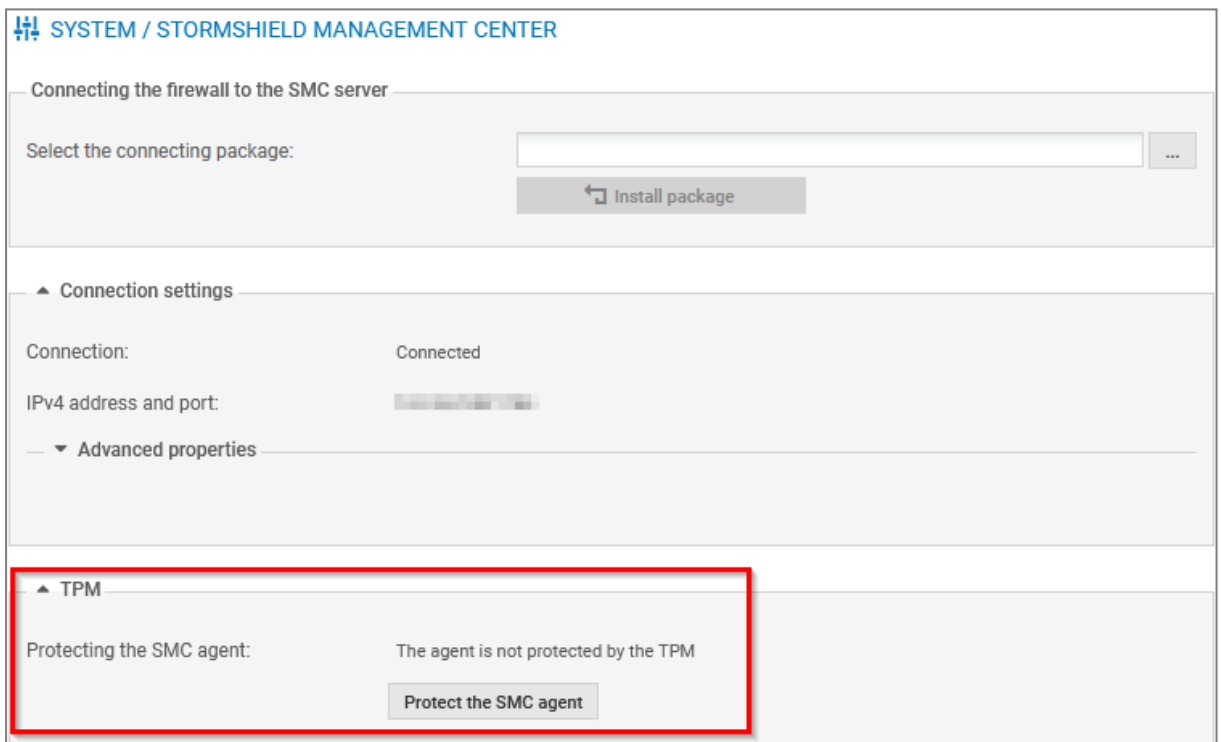 SYSTEM / STORMSHIELD MANAGEMENT CENTER
Connecting the firewall to the SMC server
Select the connecting package:
...
Install package
Connection settings
Connection: Connected
IPv4 address and port:
Advanced properties
TPM
Protecting the SMC agent: The agent is not protected by the TPM
Protect the SMC agent